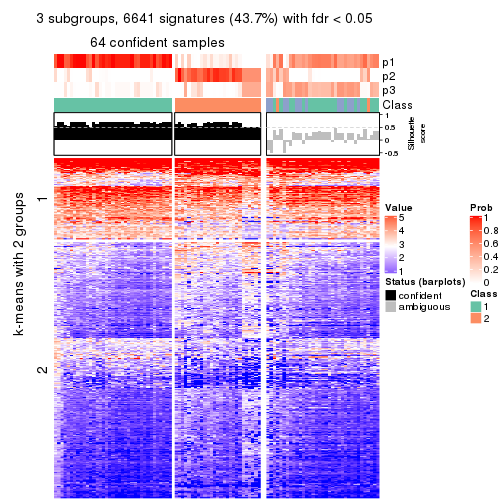 3 subgroups, 6641 signatures (43.7%) with fdr < 0.05
64 confident samples
p1
p2
p3
Class
1
0.5
0
-0.5
Silhouette
score
k-means with 2 groups
1
2
Value
5
4
3
2
1
Status (barplots)
confident
ambiguous
Prob
1
0.8
0.6
0.4
0.2
0
Class
1
2